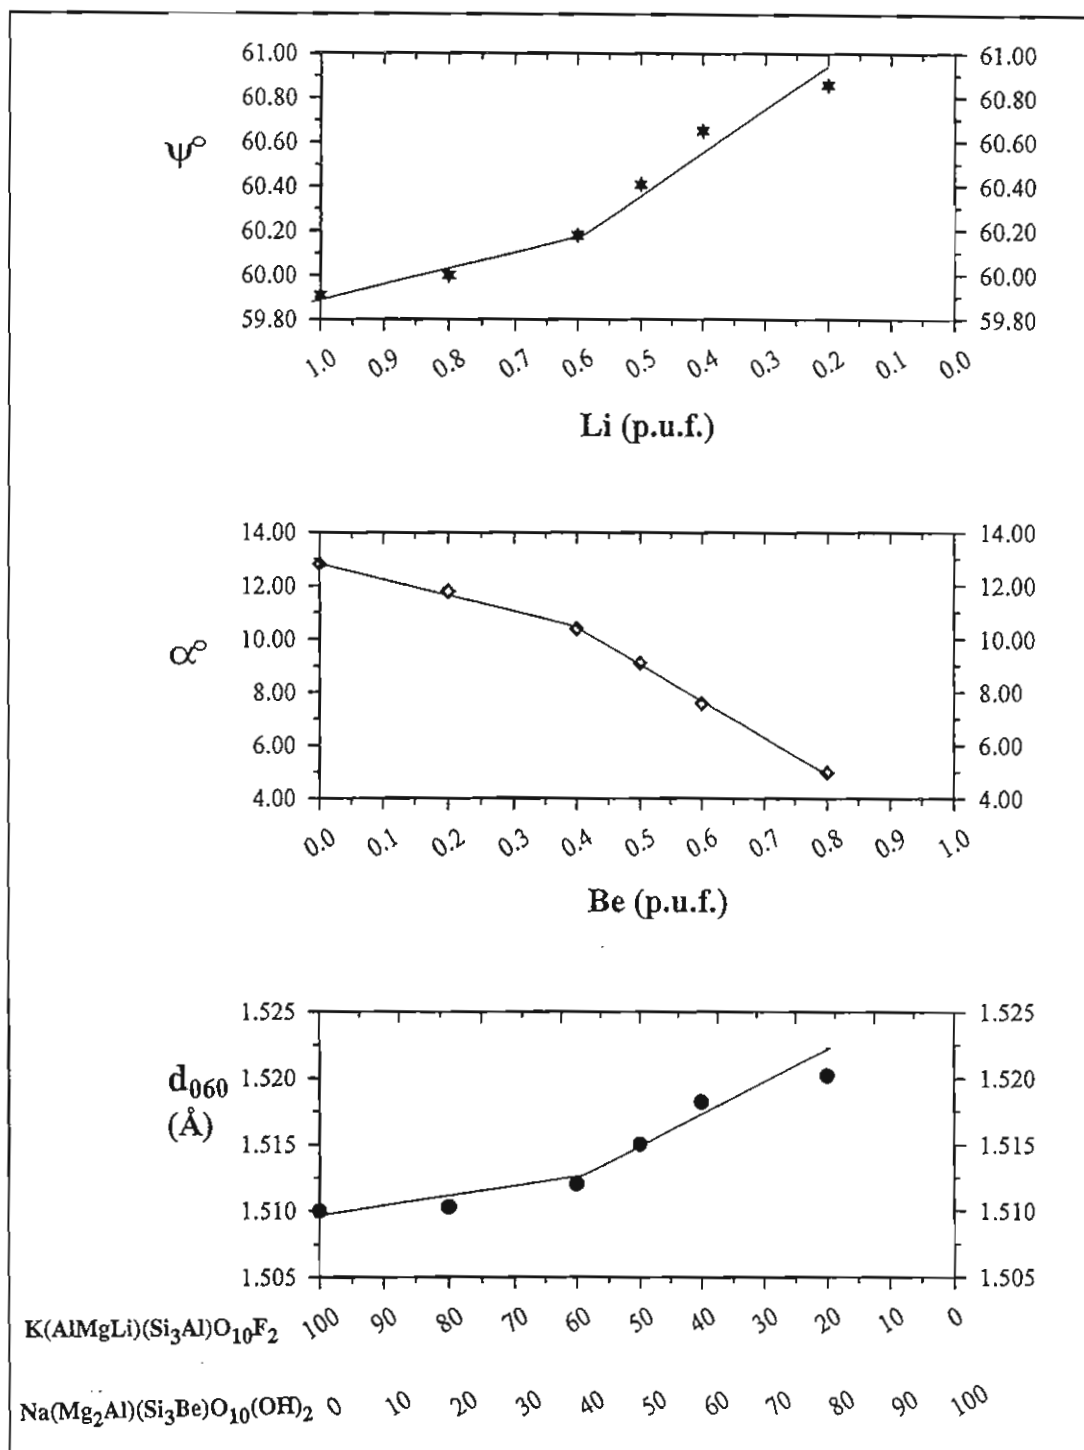 61.00 61.00
60.80 60.80
60.60 60.60
ψ°
60.40 60.40
60.20 60.20
60.00 60.00
59.80 59.80
1.0 0.9 0.8 0.7 0.6 0.5 0.4 0.3 0.2 0.1 0.0
Li (p.u.f.)
14.00 14.00
12.00 12.00
10.00 10.00
α°
8.00 8.00
6.00 6.00
4.00 4.00
0.0 0.1 0.2 0.3 0.4 0.5 0.6 0.7 0.8 0.9 1.0
Be (p.u.f.)
1.525 1.525
d₀₆₀ 1.520 1.520
(Å)
1.515 1.515
1.510 1.510
1.505 1.505
K(AlMgLi)(Si₃Al)O₁₀F₂ 100 90 80 70 60 50 40 30 20 10 0
Na(Mg₂Al)(Si₃Be)O₁₀(OH)₂ 0 10 20 30 40 50 60 70 80 90 100